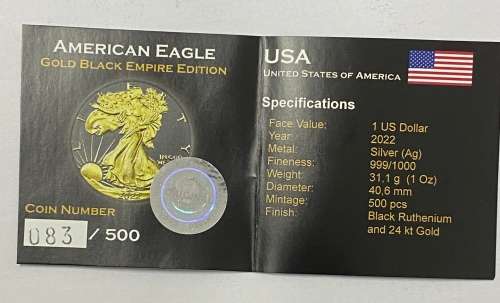 AMERICAN EAGLE
GOLD BLACK EMPIRE EDITION
COIN NUMBER
083 / 500
USA
UNITED STATES OF AMERICA
Specifications
Face Value: 1 US Dollar
Year: 2022
Metal: Silver (Ag)
Fineness: 999/1000
Weight: 31,1 g (1 Oz)
Diameter: 40,6 mm
Mintage: 500 pcs
Finish: Black Ruthenium
and 24 kt Gold